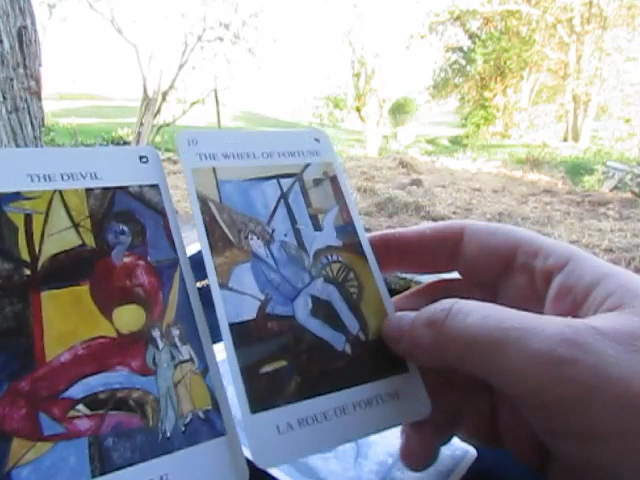 THE DEVIL
10
THE WHEEL OF FORTUNE
LA ROUE DE FORTUNE